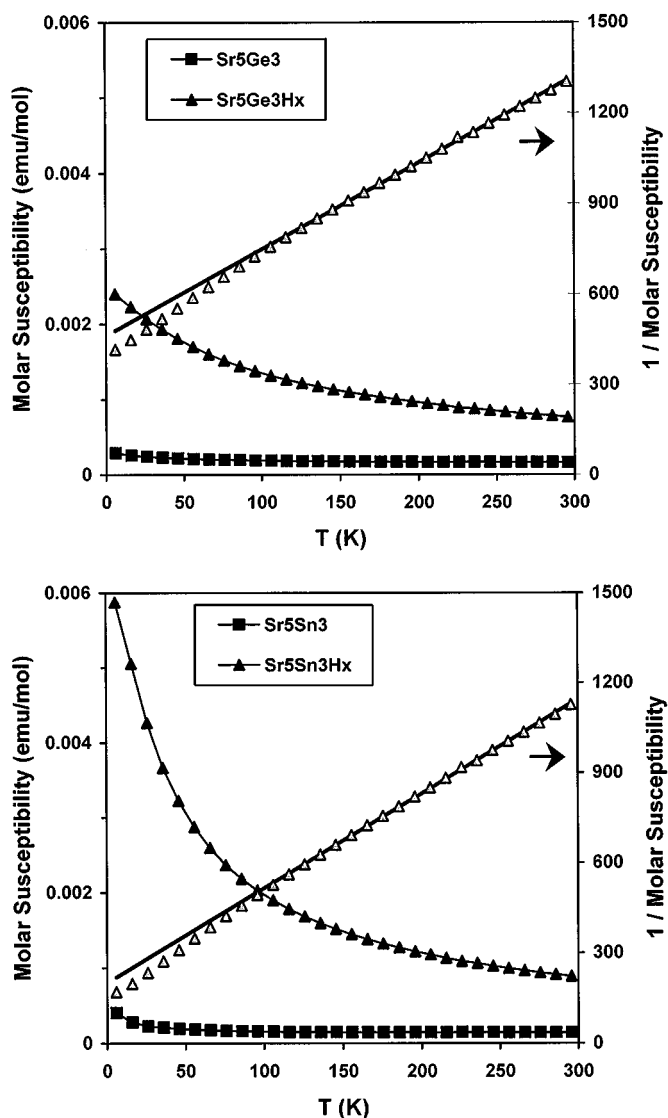 0.006
0.004
0.002
0
Molar Susceptibility (emu/mol)
Sr5Ge3
Sr5Ge3Hx
1500
1200
900
600
300
0
1 / Molar Susceptibility
0 50 100 150 200 250 300
T (K)
0.006
0.004
0.002
0
Molar Susceptibility (emu/mol)
Sr5Sn3
Sr5Sn3Hx
1500
1200
900
600
300
0
1 / Molar Susceptibility
0 50 100 150 200 250 300
T (K)